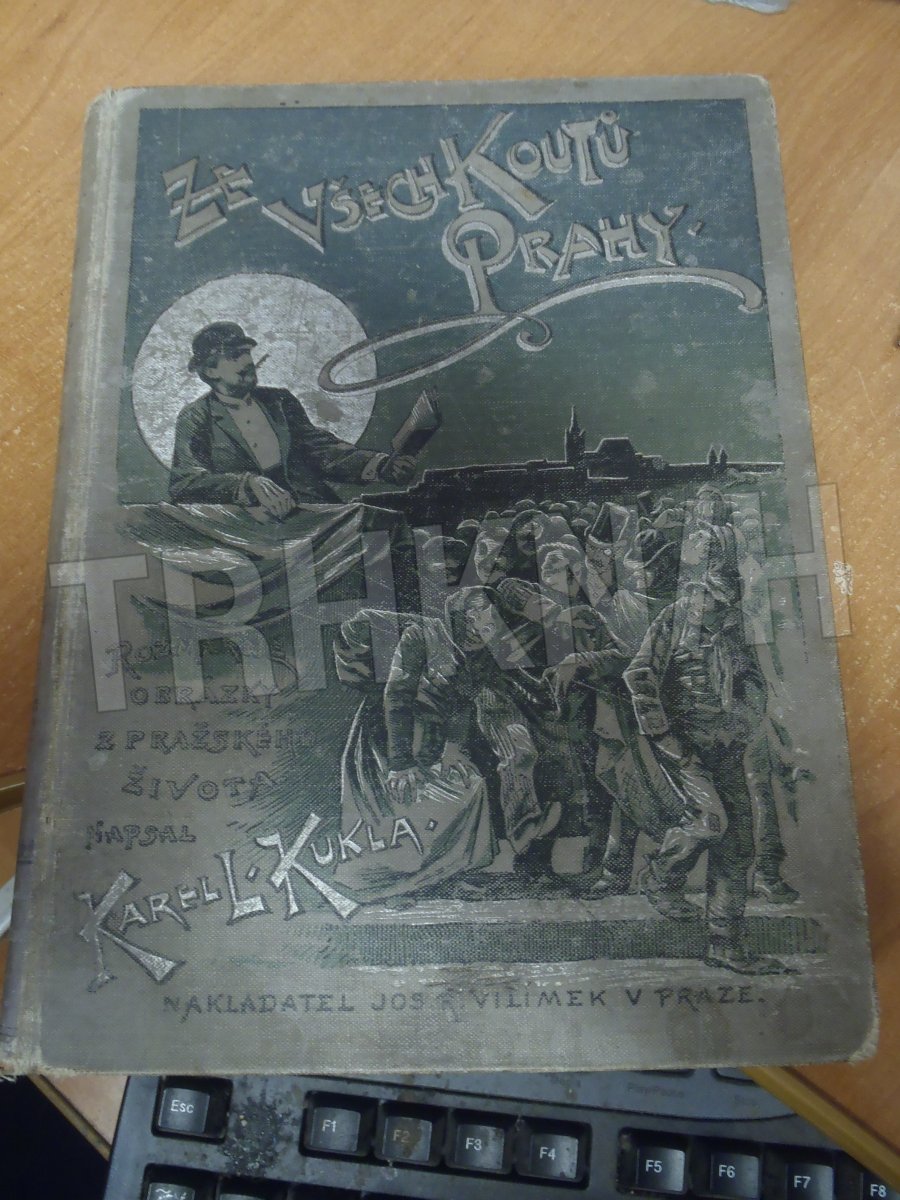 ZE VŠECH KOUTŮ
PRAHY.
ROZMARNÉ
OBRÁZKY
Z PRAŽSKÉHO
ŽIVOTA
NAPSAL
KAREL L. KUKLA.
NAKLADATEL JOS. R. VILÍMEK V PRAZE.
TRHKNIH
Esc
F1
F2
F3
F4
F5
F6
F7
F8